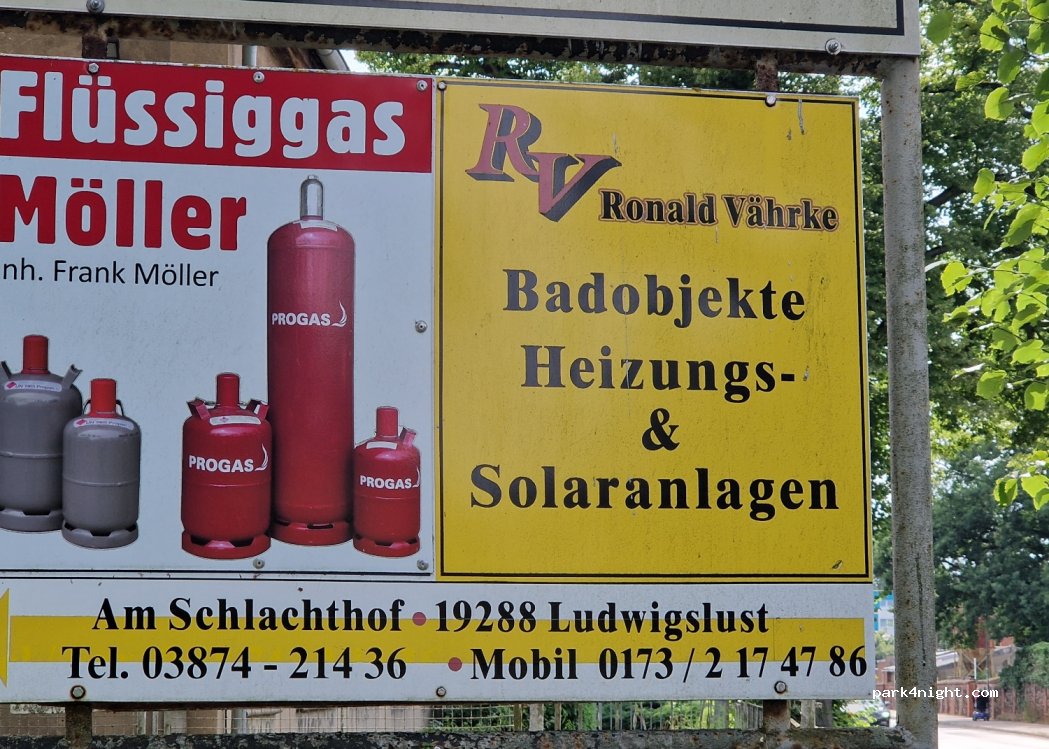 Flüssiggas
Möller
nh. Frank Möller
PROGAS
PROGAS
PROGAS
RV
Ronald Vährke
Badobjekte
Heizungs-
&
Solaranlagen
Am Schlachthof • 19288 Ludwigslust
Tel. 03874 - 214 36 • Mobil 0173 / 2 17 47 86
park4night.com